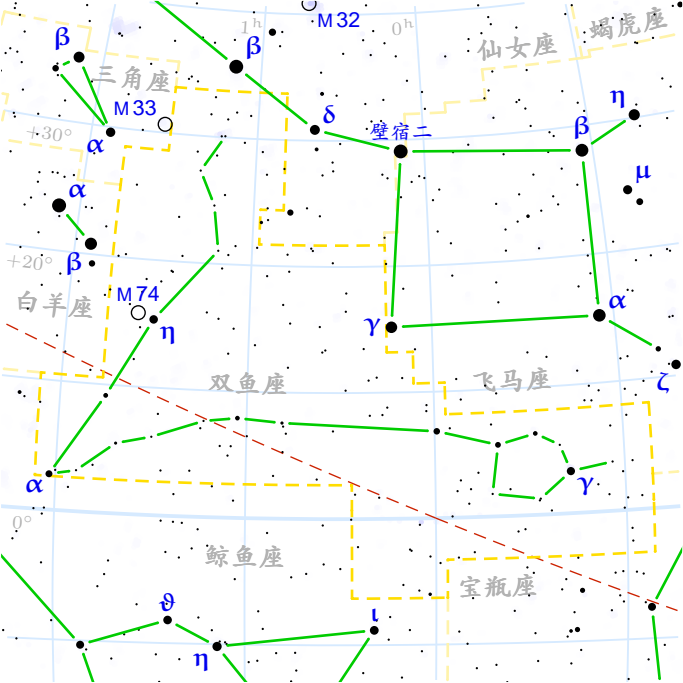 M32
1h
0h
β
仙女座
蝎虎座
β
三角座
M33
δ
η
+30°
α
壁宿二
β
α
μ
β
+20°
M74
白羊座
η
γ
α
双鱼座
飞马座
ζ
α
γ
0°
鲸鱼座
宝瓶座
ϑ
η
ι